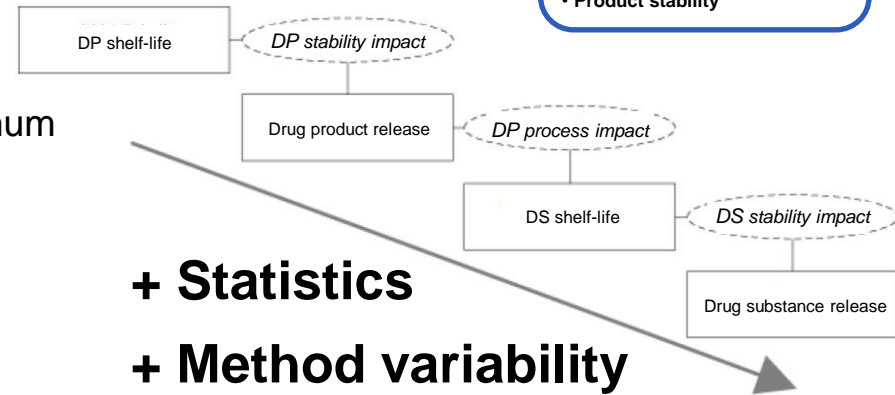 • Product stability
DP shelf-life
DP stability impact
Drug product release
DP process impact
DS shelf-life
DS stability impact
Drug substance release
+ Statistics
+ Method variability